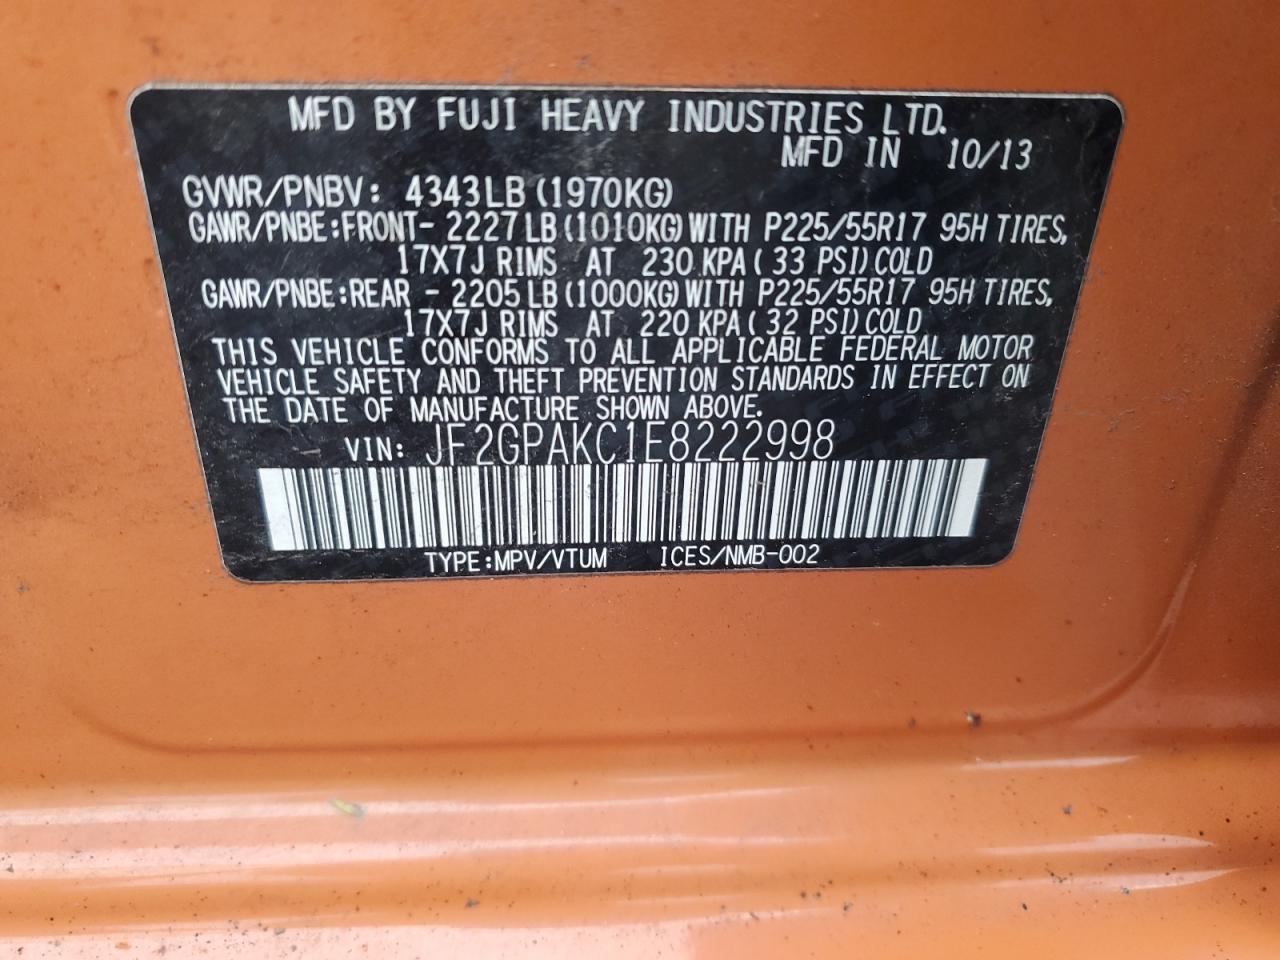 MFD BY FUJI HEAVY INDUSTRIES LTD.
MFD IN 10/13
GVWR/PNBV: 4343LB (1970KG)
GAWR/PNBE:FRONT- 2227LB(1010KG)WITH P225/55R17 95H TIRES,
17X7J RIMS AT 230 KPA(33 PSI)COLD
GAWR/PNBE:REAR - 2205LB(1000KG)WITH P225/55R17 95H TIRES,
17X7J RIMS AT 220 KPA(32 PSI)COLD
THIS VEHICLE CONFORMS TO ALL APPLICABLE FEDERAL MOTOR
VEHICLE SAFETY AND THEFT PREVENTION STANDARDS IN EFFECT ON
THE DATE OF MANUFACTURE SHOWN ABOVE.
VIN: JF2GPAKC1E8222998
TYPE:MPV/VTUM ICES/NMB-002